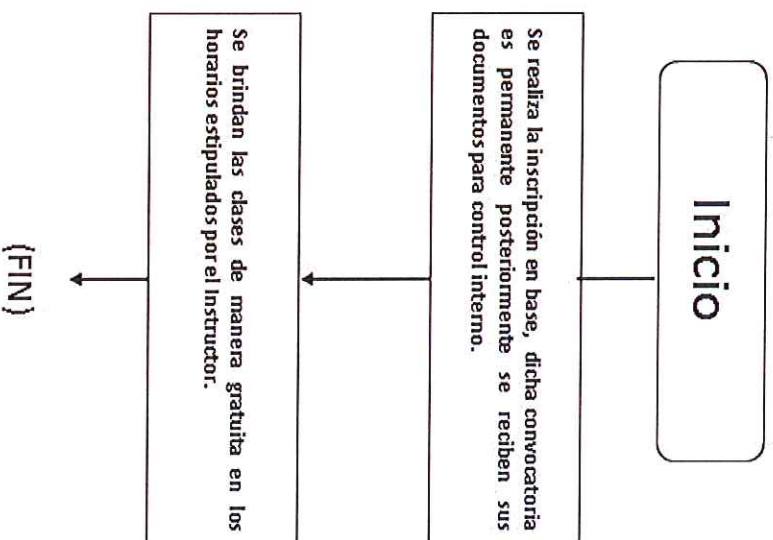 Inicio
Se realiza la inscripción en base, dicha convocatoria
es permanente posteriormente se reciben sus
documentos para control interno.
Se brindan las clases de manera gratuita en los
horarios estipulados por el Instructor.
(FIN)